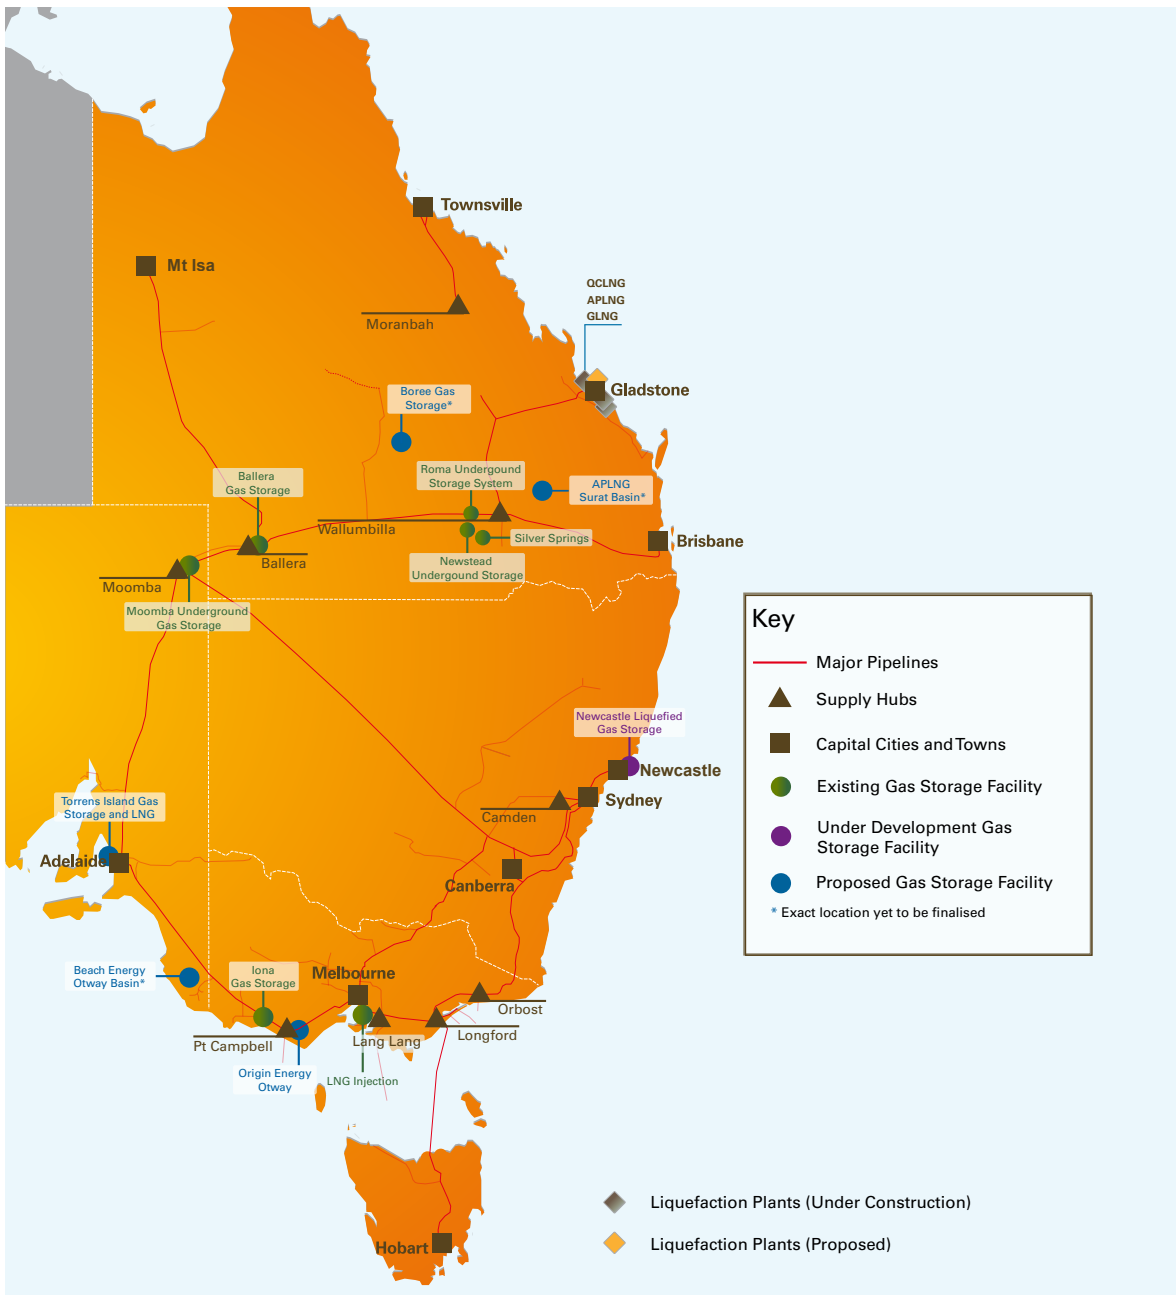 Townsville
Mt Isa
QCLNG
APLNG
GLNG
Moranbah
Gladstone
Boree Gas
Storage*
Ballera
Gas Storage
Roma Undergound
Storage System
APLNG
Surat Basin*
Wallumbilla
Silver Springs
Brisbane
Ballera
Newstead
Undergound Storage
Moomba
Moomba Underground
Gas Storage
Key
Major Pipelines
Supply Hubs
Capital Cities and Towns
Existing Gas Storage Facility
Under Development Gas
Storage Facility
Proposed Gas Storage Facility
* Exact location yet to be finalised
Newcastle Liquefied
Gas Storage
Newcastle
Sydney
Camden
Torrens Island Gas
Storage and LNG
Adelaide
Canberra
Beach Energy
Otway Basin*
Iona
Gas Storage
Melbourne
Orbost
Longford
Lang Lang
Pt Campbell
Origin Energy
Otway
LNG Injection
Hobart
Liquefaction Plants (Under Construction)
Liquefaction Plants (Proposed)